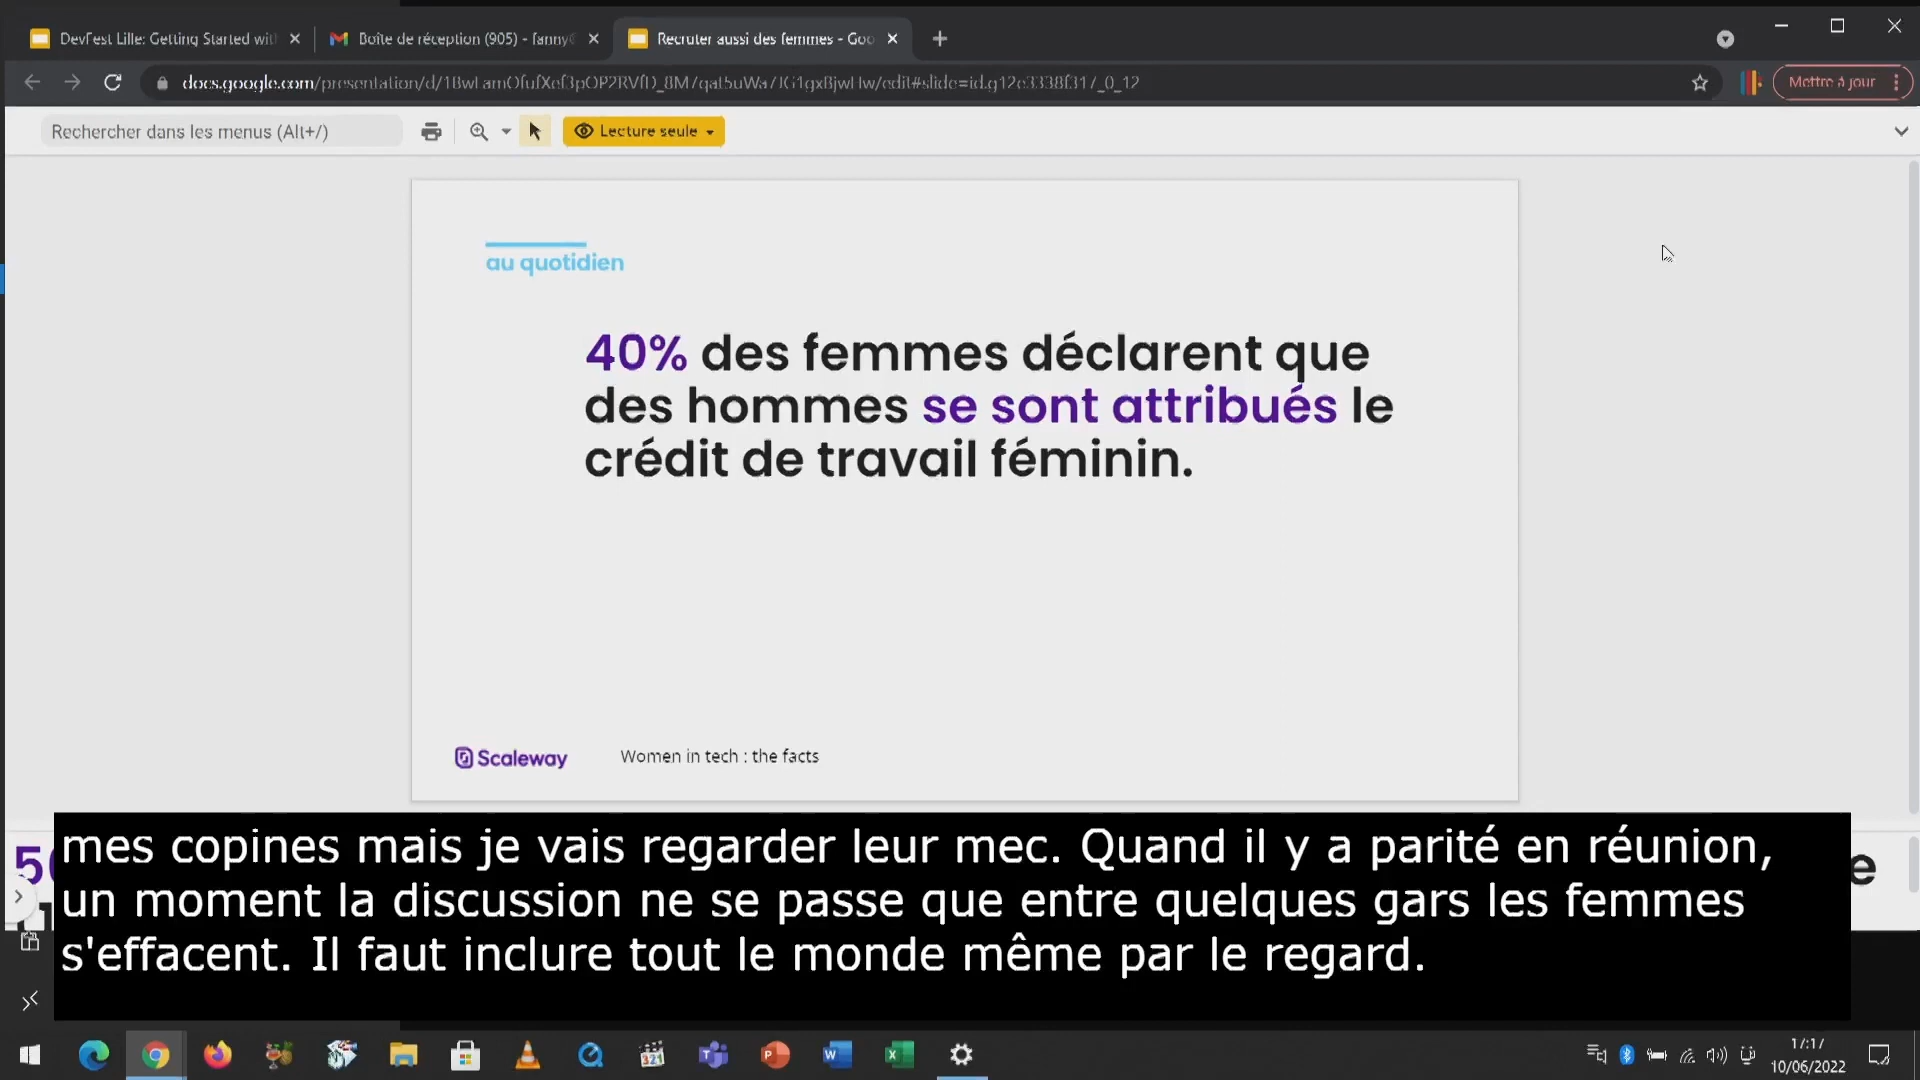 DevFest Lille: Getting Started with
Boîte de réception (905) - fanny@
Recruter aussi des femmes - Goo
docs.google.com/presentation/d/
Mettre à jour
Rechercher dans les menus (Alt+/)
Lecture seule
au quotidien
40% des femmes déclarent que
des hommes se sont attribués le
crédit de travail féminin.
Scaleway
Women in tech : the facts
mes copines mais je vais regarder leur mec. Quand il y a parité en réunion,
un moment la discussion ne se passe que entre quelques gars les femmes
s'effacent. Il faut inclure tout le monde même par le regard.
17:17
10/06/2022